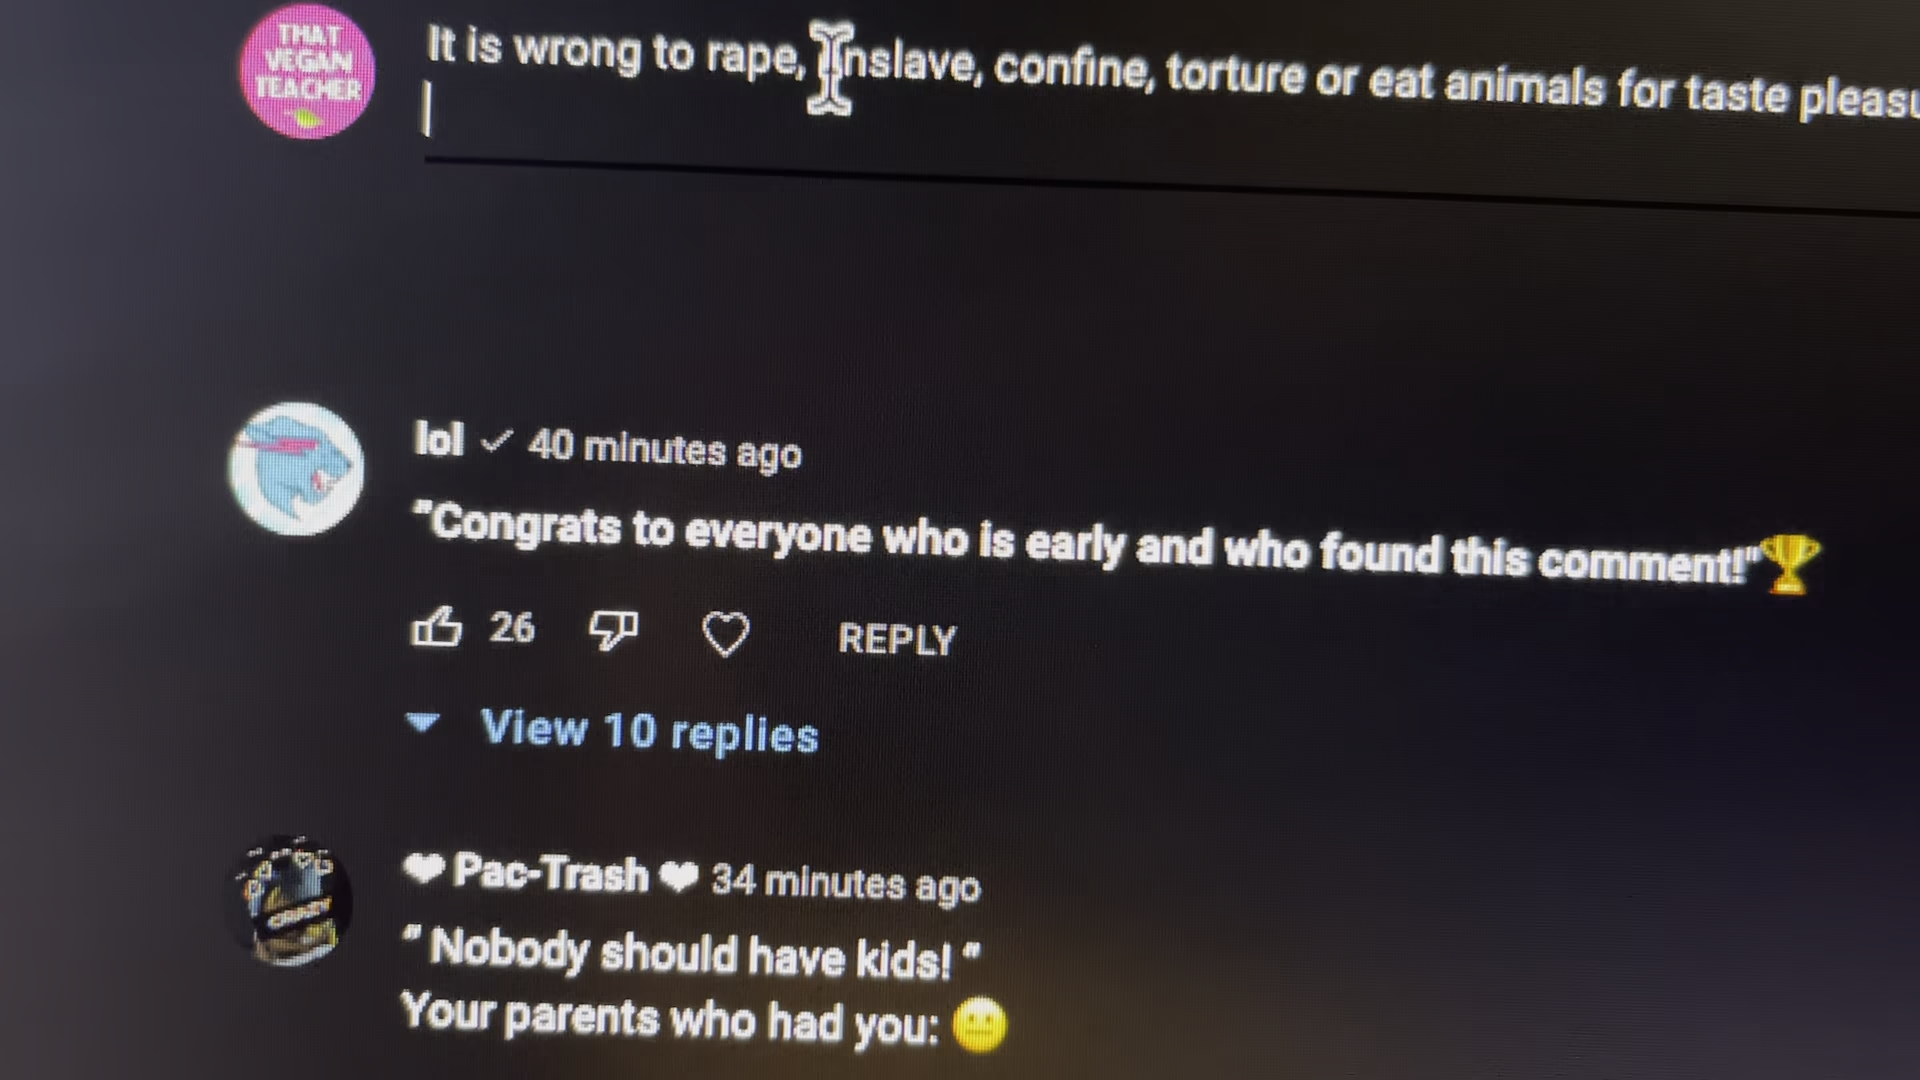 THAT
VEGAN
TEACHER
It is wrong to rape, inslave, confine, torture or eat animals for taste
lol ✓ 40 minutes ago
"Congrats to everyone who is early and who found this comment!"🏆
26 REPLY
View 10 replies
❤ Pac-Trash ❤ 34 minutes ago
" Nobody should have kids! "
Your parents who had you: 😐